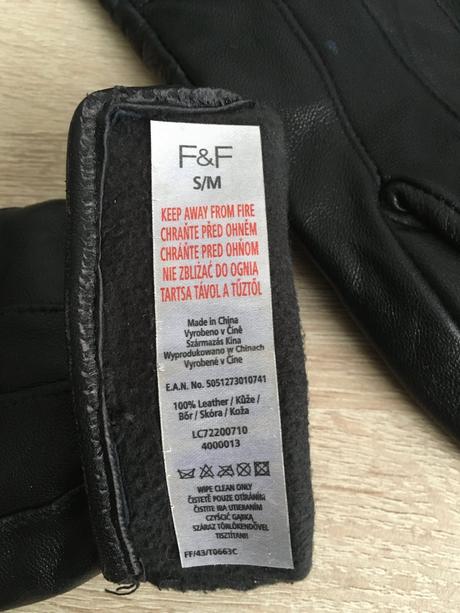 F&F
S/M
KEEP AWAY FROM FIRE
CHRAŇTE PŘED OHNĚM
CHRÁŇTE PRED OHŇOM
NIE ZBLIŻAĆ DO OGNIA
TARTSA TÁVOL A TŰZTŐL
Made in China
Vyrobeno v Číně
Származás Kína
Wyprodukowano w Chinach
Vyrobené v Číne
E.A.N. No. 5051273010741
100% Leather / Kůže /
Bőr / Skóra / Koža
LC72200710
4000013
WIPE CLEAN ONLY
ČISTETĚ POUZE OTÍRÁNÍM
ČISTITE IBA UTIERANÍM
CZYŚCIĆ GĄBKĄ
SZÁRAZ TÖRLŐKENDŐVEL
TISZTÍTANI!
FF/43/T0663C